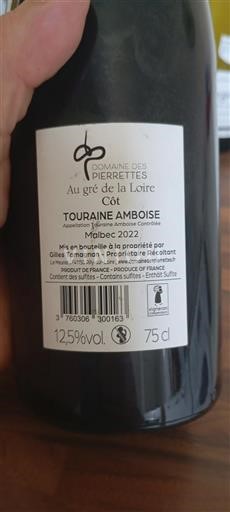 DOMAINE DES
PIERRETTES
Au gré de la Loire
Côt
TOURAINE AMBOISE
Appellation Touraine Amboise Contrôlée
Malbec 2022
Mis en bouteille à la propriété par
Gilles Tamagnan - Propriétaire Récoltant
PRODUIT DE FRANCE - PRODUCE OF FRANCE
Contient des sulfites - Contains sulfites - Enthält Sulfite
3 760306 300163
12,5%vol. 75 cl